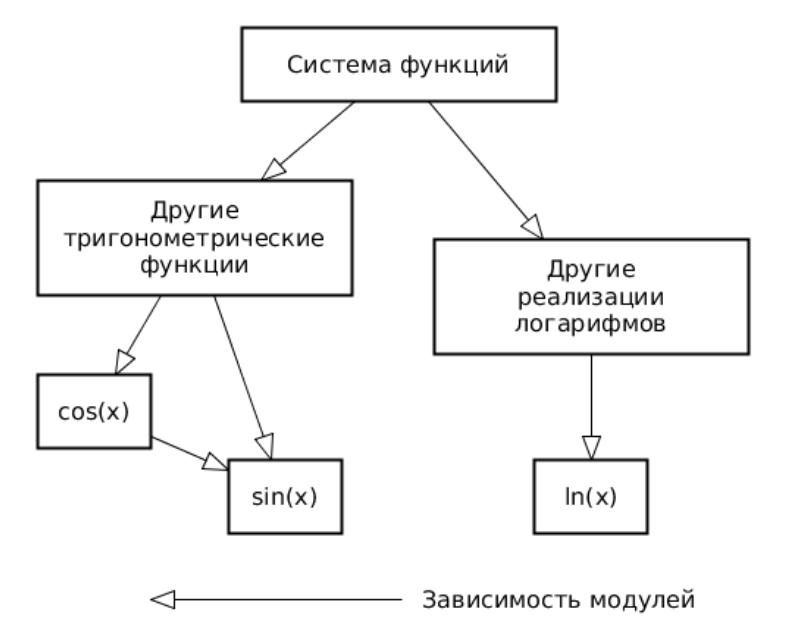 Система функций
Другие
тригонометрические
функции
Другие
реализации
логарифмов
cos(x)
sin(x)
ln(x)
Зависимость модулей